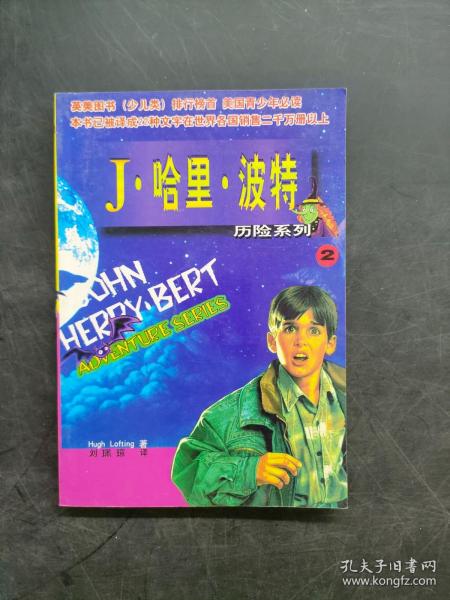 英美图书（少儿类）排行榜首 美国青少年必读
本书已被译成22种文字在世界各国销售二千万册以上
J·哈里·波特
历险系列
2
JOHN
HERRY·BERT
ADVENTURE SERIES
Hugh Lofting 著
刘琪瑄 译
孔夫子旧书网
www.kongfz.com